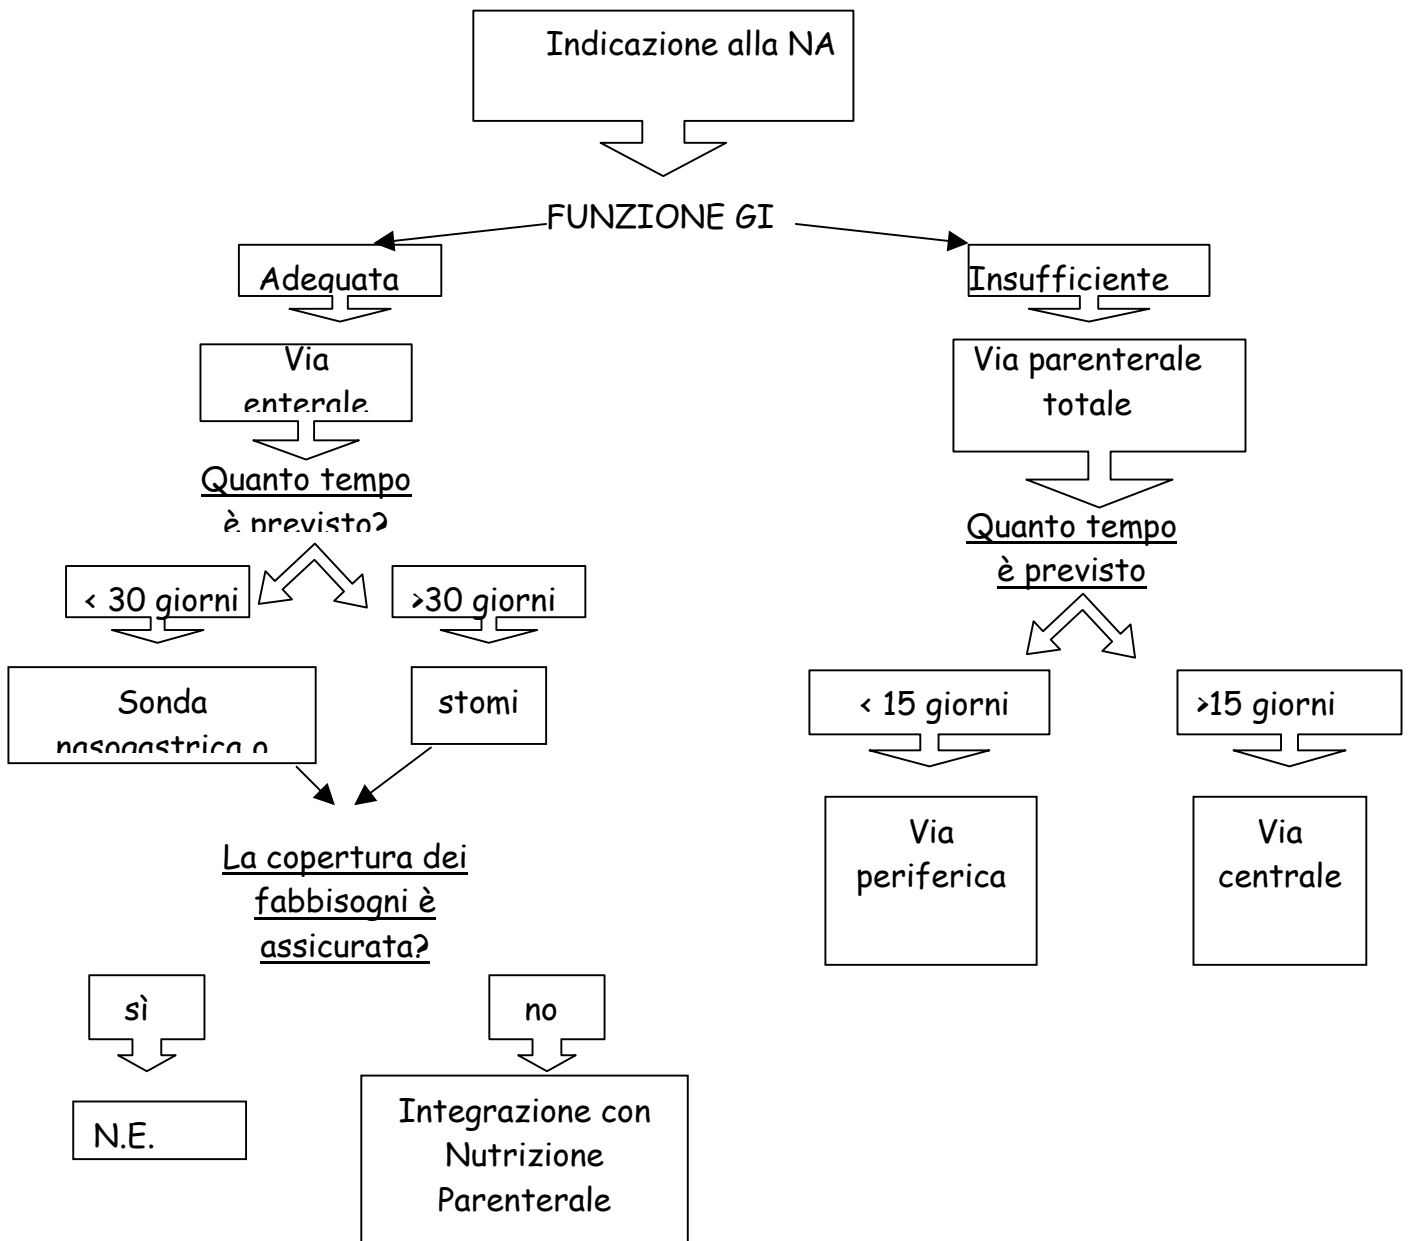 Indicazione alla NA
FUNZIONE GI
Adeguata
Insufficiente
Via
enterale
Via parenterale
totale
Quanto tempo
è previsto?
Quanto tempo
è previsto
< 30 giorni
>30 giorni
< 15 giorni
>15 giorni
Sonda
nasogastrica o
stomi
Via
periferica
Via
centrale
La copertura dei
fabbisogni è
assicurata?
sì
no
N.E.
Integrazione con
Nutrizione
Parenterale